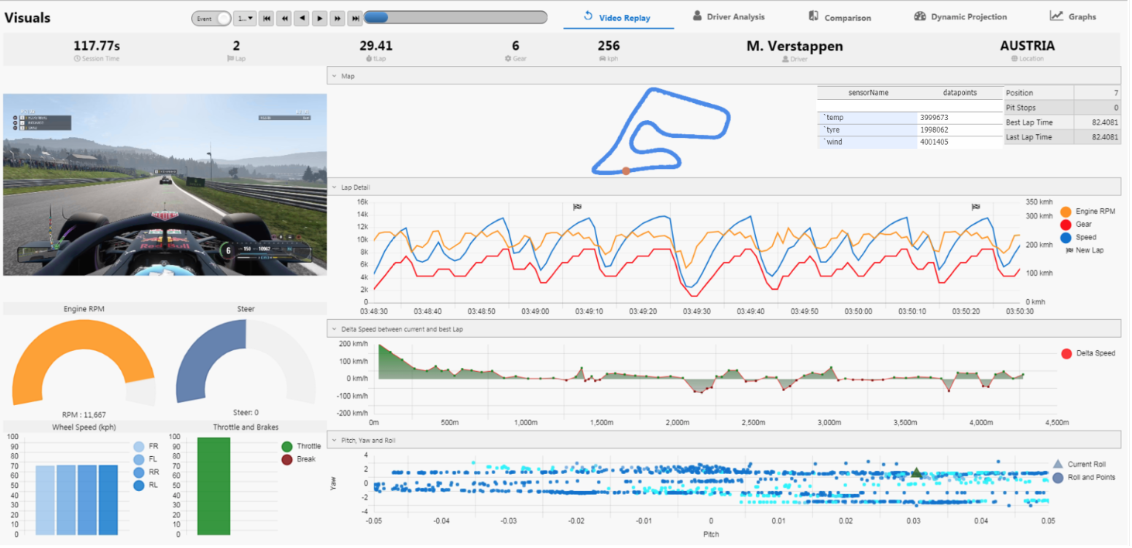 Visuals
Event
1...
Video Replay
Driver Analysis
Comparison
Dynamic Projection
Graphs
117.77s
Session Time
2
Lap
29.41
6
Gear
256
kph
M. Verstappen
Driver
AUSTRIA
Location
Map
sensorName datapoints
`temp 3999673
`tyre 1998062
`wind 4001405
Position 7
Pit Stops 0
Best Lap Time 82.4081
Last Lap Time 82.4081
Lap Detail
16k
14k
12k
10k
8k
6k
4k
2k
0
350 kmh
300 kmh
200 kmh
100 kmh
0 kmh
03:48:30 03:48:40 03:48:50 03:49:00 03:49:10 03:49:20 03:49:30 03:49:40 03:49:50 03:50:00 03:50:10 03:50:20 03:50:30
Engine RPM
Gear
Speed
New Lap
6
Engine RPM
RPM : 11,667
Steer
Steer: 0
Delta Speed between current and best Lap
200 km/h
100 km/h
0 km/h
-100 km/h
-200 km/h
0m 500m 1,000m 1,500m 2,000m 2,500m 3,000m 3,500m 4,000m 4,500m
Delta Speed
Wheel Speed (kph)
100
90
80
70
60
50
40
30
20
10
0
FR
FL
RR
RL
Throttle and Brakes
100
90
80
70
60
50
40
30
20
10
0
Throttle
Break
Pitch, Yaw and Roll
Yaw
4
2
0
-2
-4
-0.05 -0.04 -0.03 -0.02 -0.01 0 0.01 0.02 0.03 0.04 0.05
Pitch
Current Roll
Roll and Points